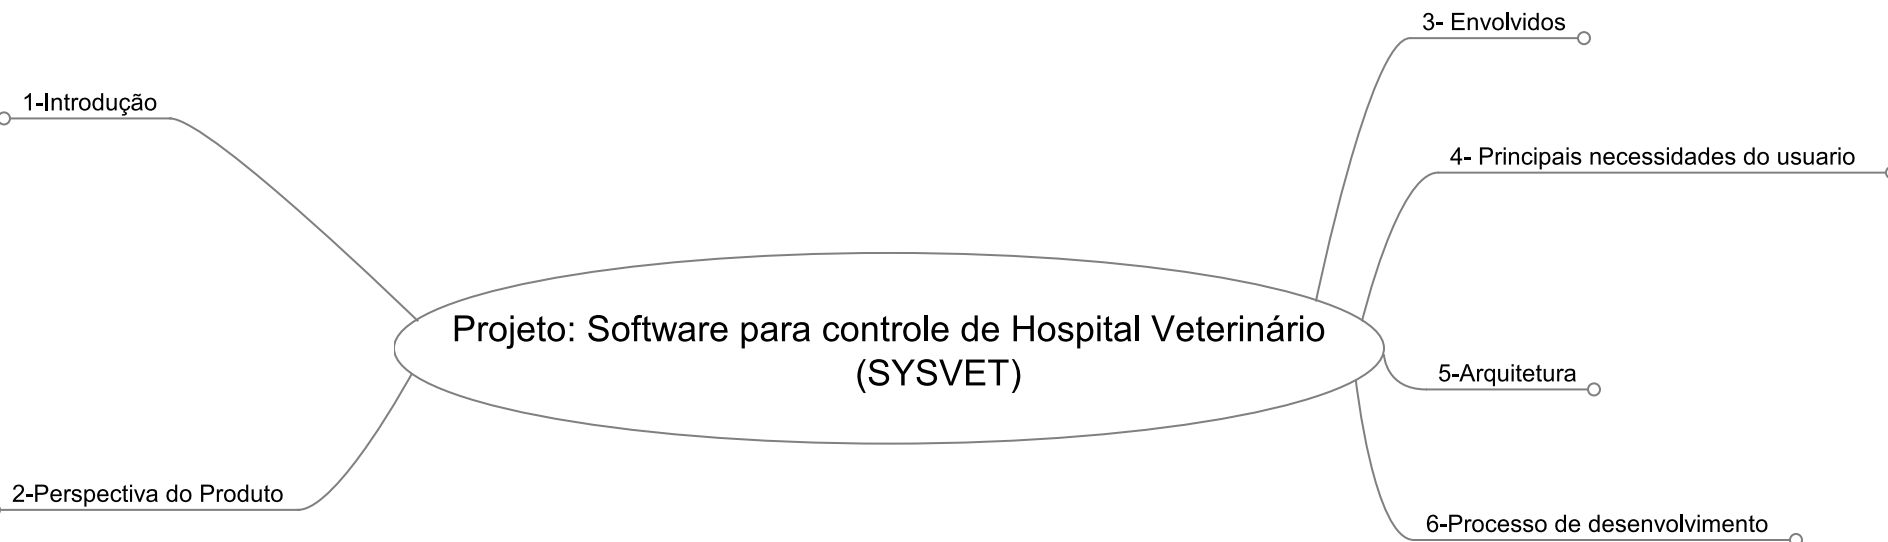 3- Envolvidos
1-Introdução
4- Principais necessidades do usuario
Projeto: Software para controle de Hospital Veterinário
(SYSVET)
5-Arquitetura
2-Perspectiva do Produto
6-Processo de desenvolvimento